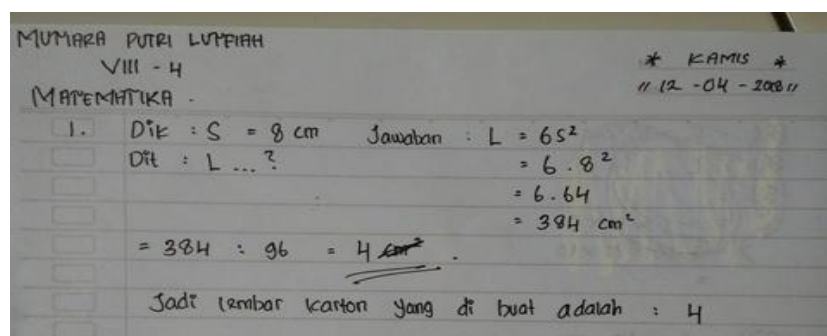 MUMARA PUTRI LUTFIAH
VIII - 4
* KAMIS *
" 12 - 04 - 2018 "
MATEMATIKA .
1. Dik : S = 8 cm Jawaban : L = 6S²
Dit : L ... ? = 6 . 8²
= 6 . 64
= 384 cm²
= 384 : 96 = 4 cm² .
Jadi lembar karton yang di buat adalah : 4